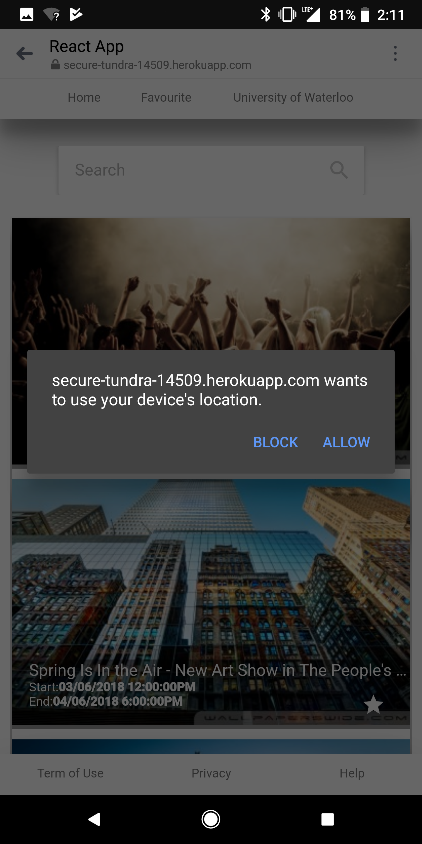 LTE+ 81% 2:11
React App
secure-tundra-14509.herokuapp.com
Home Favourite University of Waterloo
Search
secure-tundra-14509.herokuapp.com wants
to use your device's location.
BLOCK ALLOW
Spring Is In the Air - New Art Show in The People's ...
Start:03/06/2018 12:00:00PM
End:04/06/2018 6:00:00PM
Term of Use Privacy Help